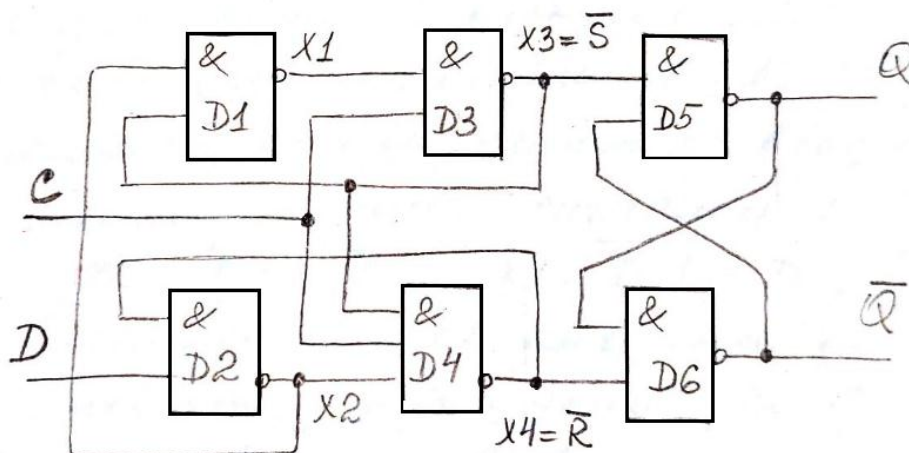 & X1 & X3=S̅ & Q
D1 D3 D5
C
& & & Q̅
D D2 D4 D6
X2 X4=R̅